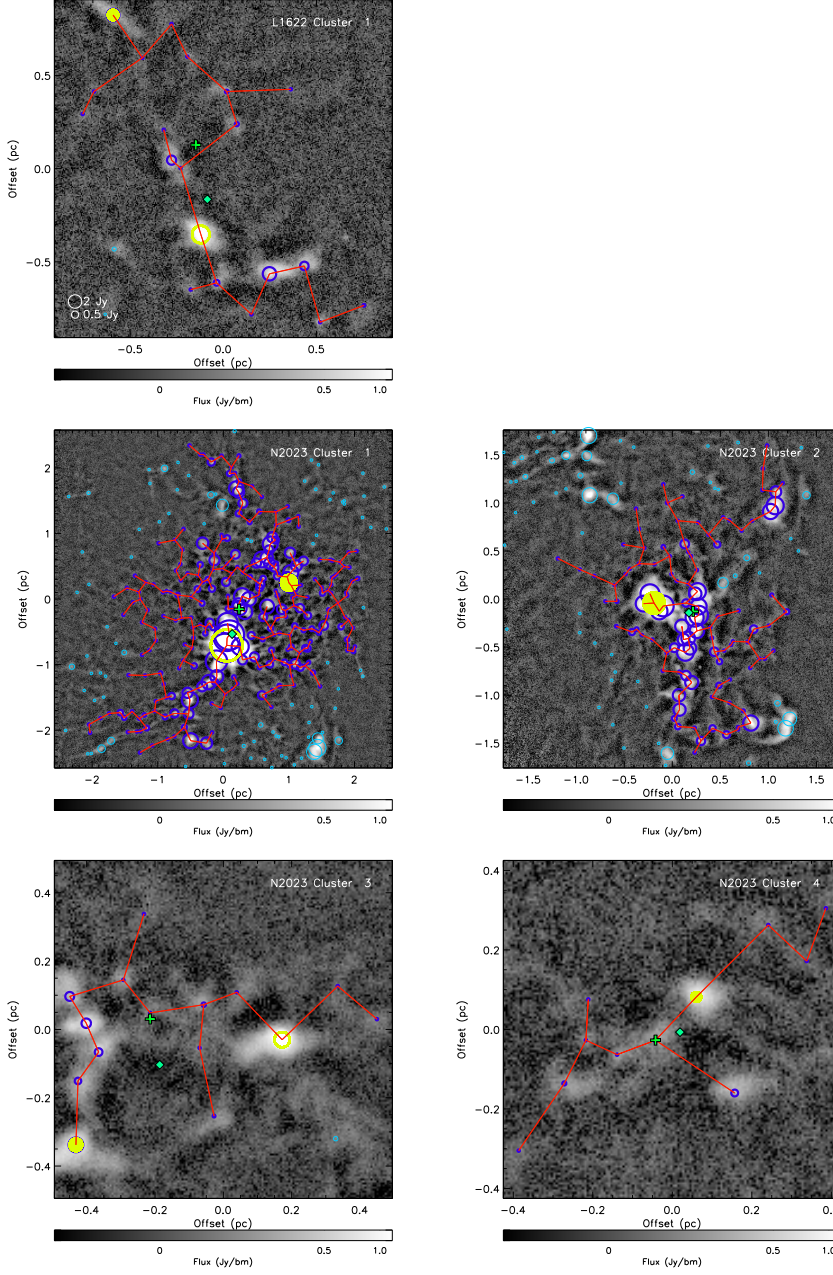 L1622 Cluster 1
0.5
0.0
−0.5
Offset (pc)
2 Jy
0.5 Jy
−0.5 0.0 0.5
Offset (pc)
0 0.5 1.0
Flux (Jy/bm)
N2023 Cluster 1
2
1
0
−1
−2
Offset (pc)
−2 −1 0 1 2
Offset (pc)
0 0.5 1.0
Flux (Jy/bm)
N2023 Cluster 2
1.5
1.0
0.5
0.0
−0.5
−1.0
−1.5
Offset (pc)
−1.5 −1.0 −0.5 0.0 0.5 1.0 1.5
Offset (pc)
0 0.5 1.0
Flux (Jy/bm)
N2023 Cluster 3
0.4
0.2
0.0
−0.2
−0.4
Offset (pc)
−0.4 −0.2 0.0 0.2 0.4
Offset (pc)
0 0.5 1.0
Flux (Jy/bm)
N2023 Cluster 4
0.4
0.2
0.0
−0.2
−0.4
Offset (pc)
−0.4 −0.2 0.0 0.2
Offset (pc)
0 0.5 1.0
Flux (Jy/bm)